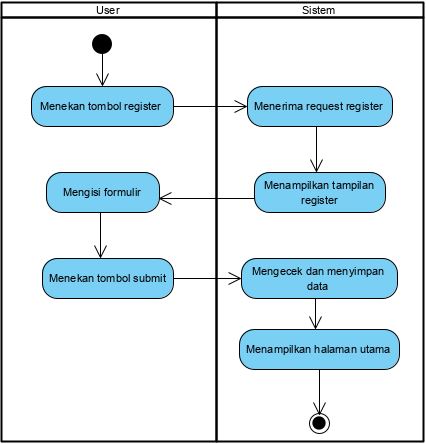 User
Sistem
Menekan tombol register
Menerima request register
Menampilkan tampilan
register
Mengisi formulir
Menekan tombol submit
Mengecek dan menyimpan
data
Menampilkan halaman utama